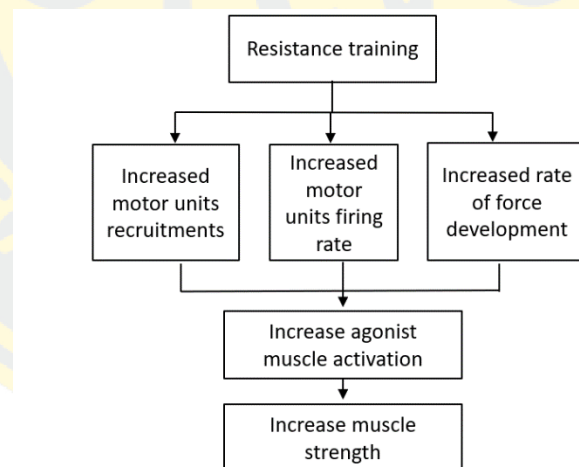 Resistance training
Increased
motor units
recruitments
Increased
motor
units firing
rate
Increased rate
of force
development
Increase agonist
muscle activation
Increase muscle
strength